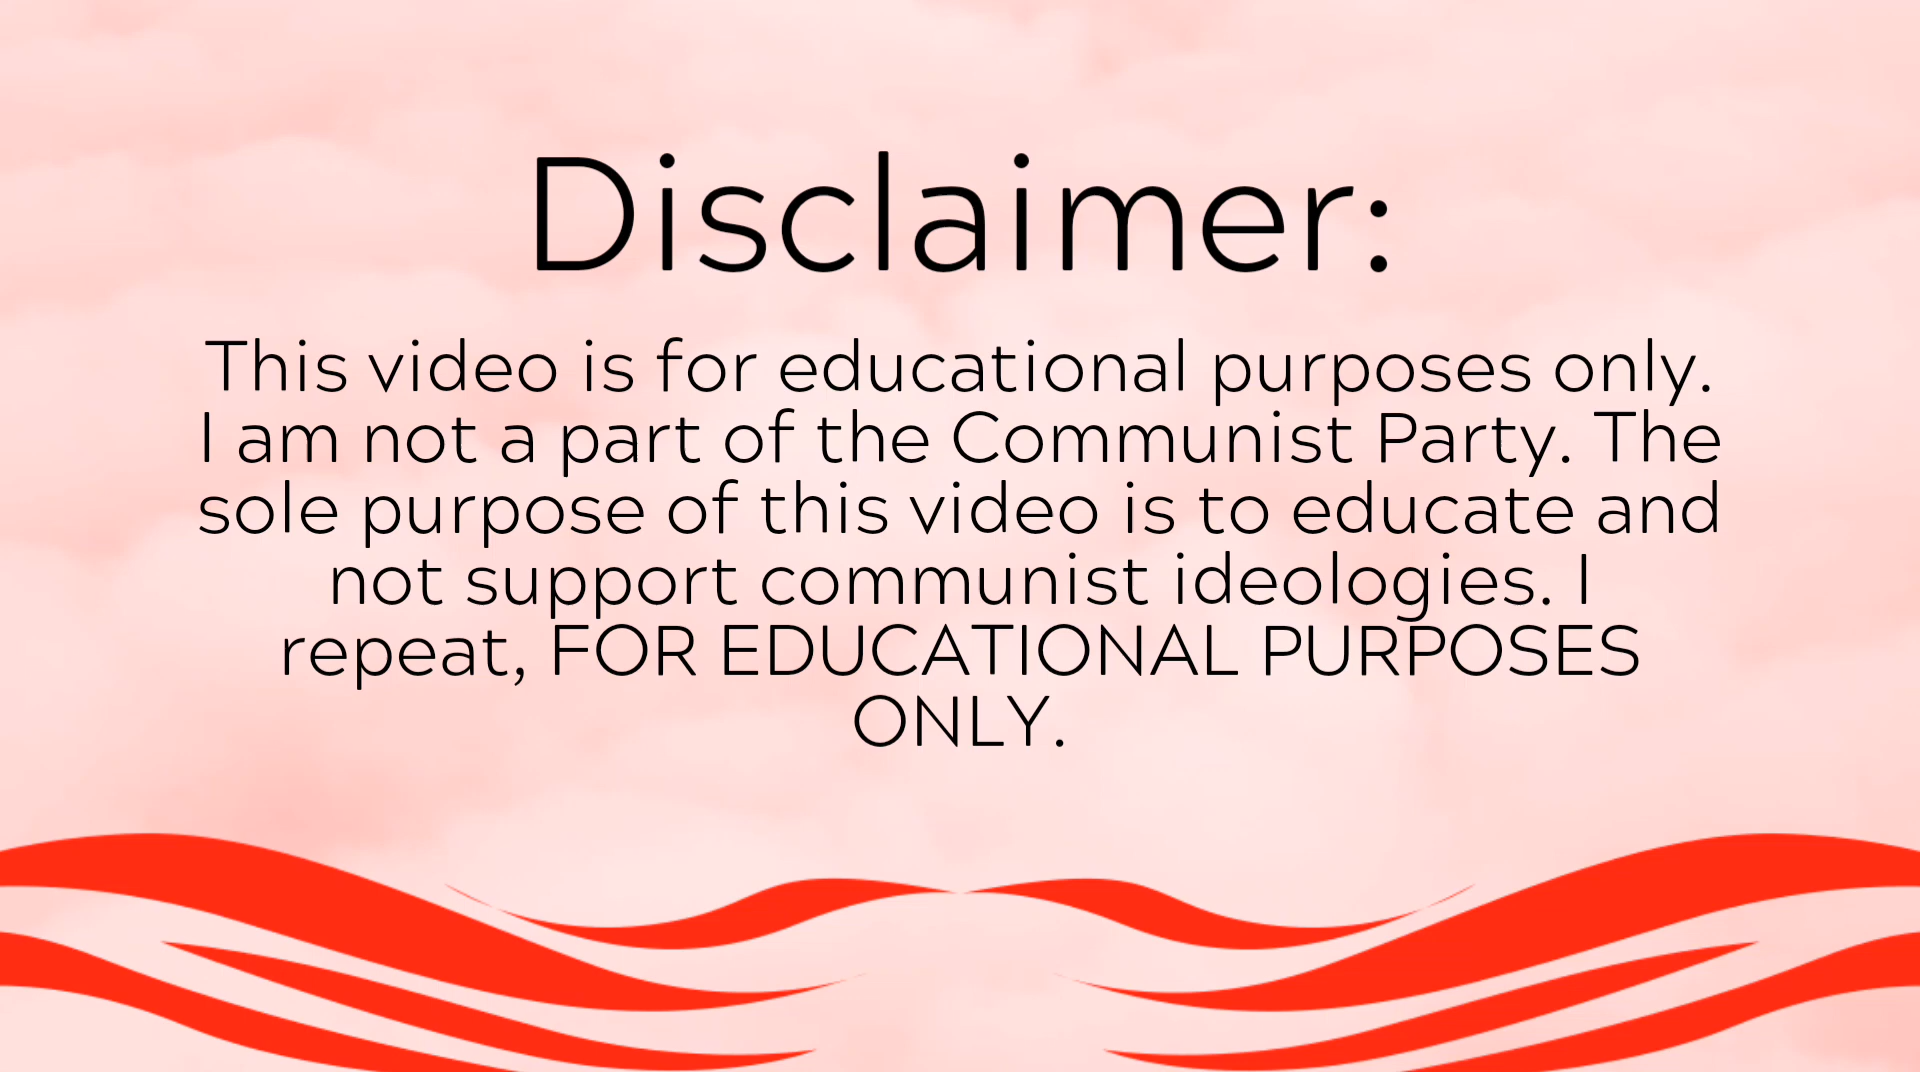 Disclaimer:
This video is for educational purposes only.
I am not a part of the Communist Party. The
sole purpose of this video is to educate and
not support communist ideologies. I
repeat, FOR EDUCATIONAL PURPOSES
ONLY.